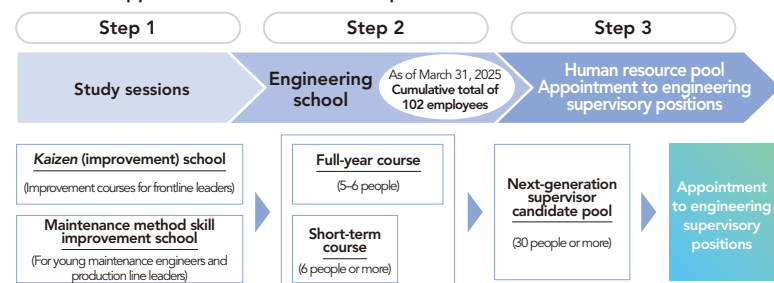 Step 1
Step 2
Step 3
Study sessions
Engineering
school
As of March 31, 2025
Cumulative total of
102 employees
Human resource pool
Appointment to engineering
supervisory positions
Kaizen (improvement) school
(Improvement courses for frontline leaders)
Maintenance method skill
improvement school
(For young maintenance engineers and
production line leaders)
Full-year course
(5–6 people)
Short-term
course
(6 people or more)
Next-generation
supervisor
candidate pool
(30 people or more)
Appointment
to engineering
supervisory
positions